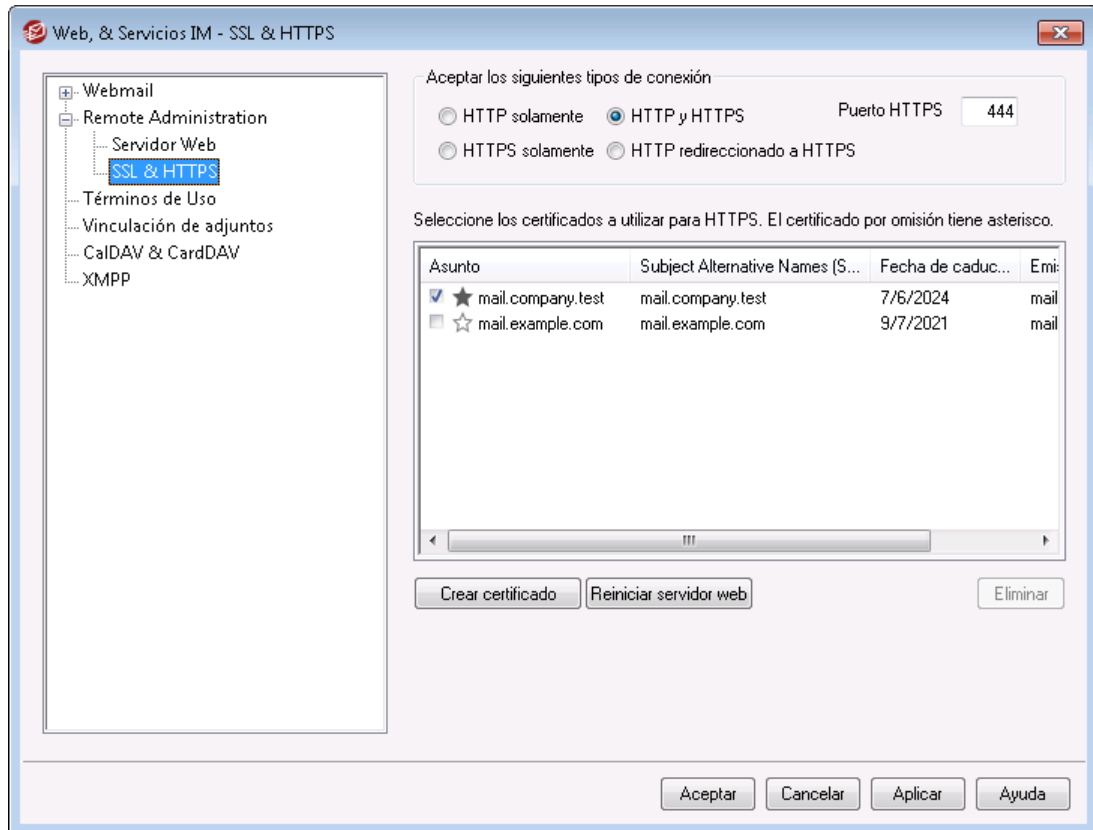 Web, & Servicios IM - SSL & HTTPS
Webmail
Remote Administration
Servidor Web
SSL & HTTPS
Términos de Uso
Vinculación de adjuntos
CalDAV & CardDAV
XMPP
Aceptar los siguientes tipos de conexión
HTTP solamente HTTP y HTTPS Puerto HTTPS 444
HTTPS solamente HTTP redireccionado a HTTPS
Seleccione los certificados a utilizar para HTTPS. El certificado por omisión tiene asterisco.
Asunto Subject Alternative Names (S... Fecha de caduc... Emi
mail.company.test mail.company.test 7/6/2024 mail
mail.example.com mail.example.com 9/7/2021 mail
Crear certificado Reiniciar servidor web Eliminar
Aceptar Cancelar Aplicar Ayuda